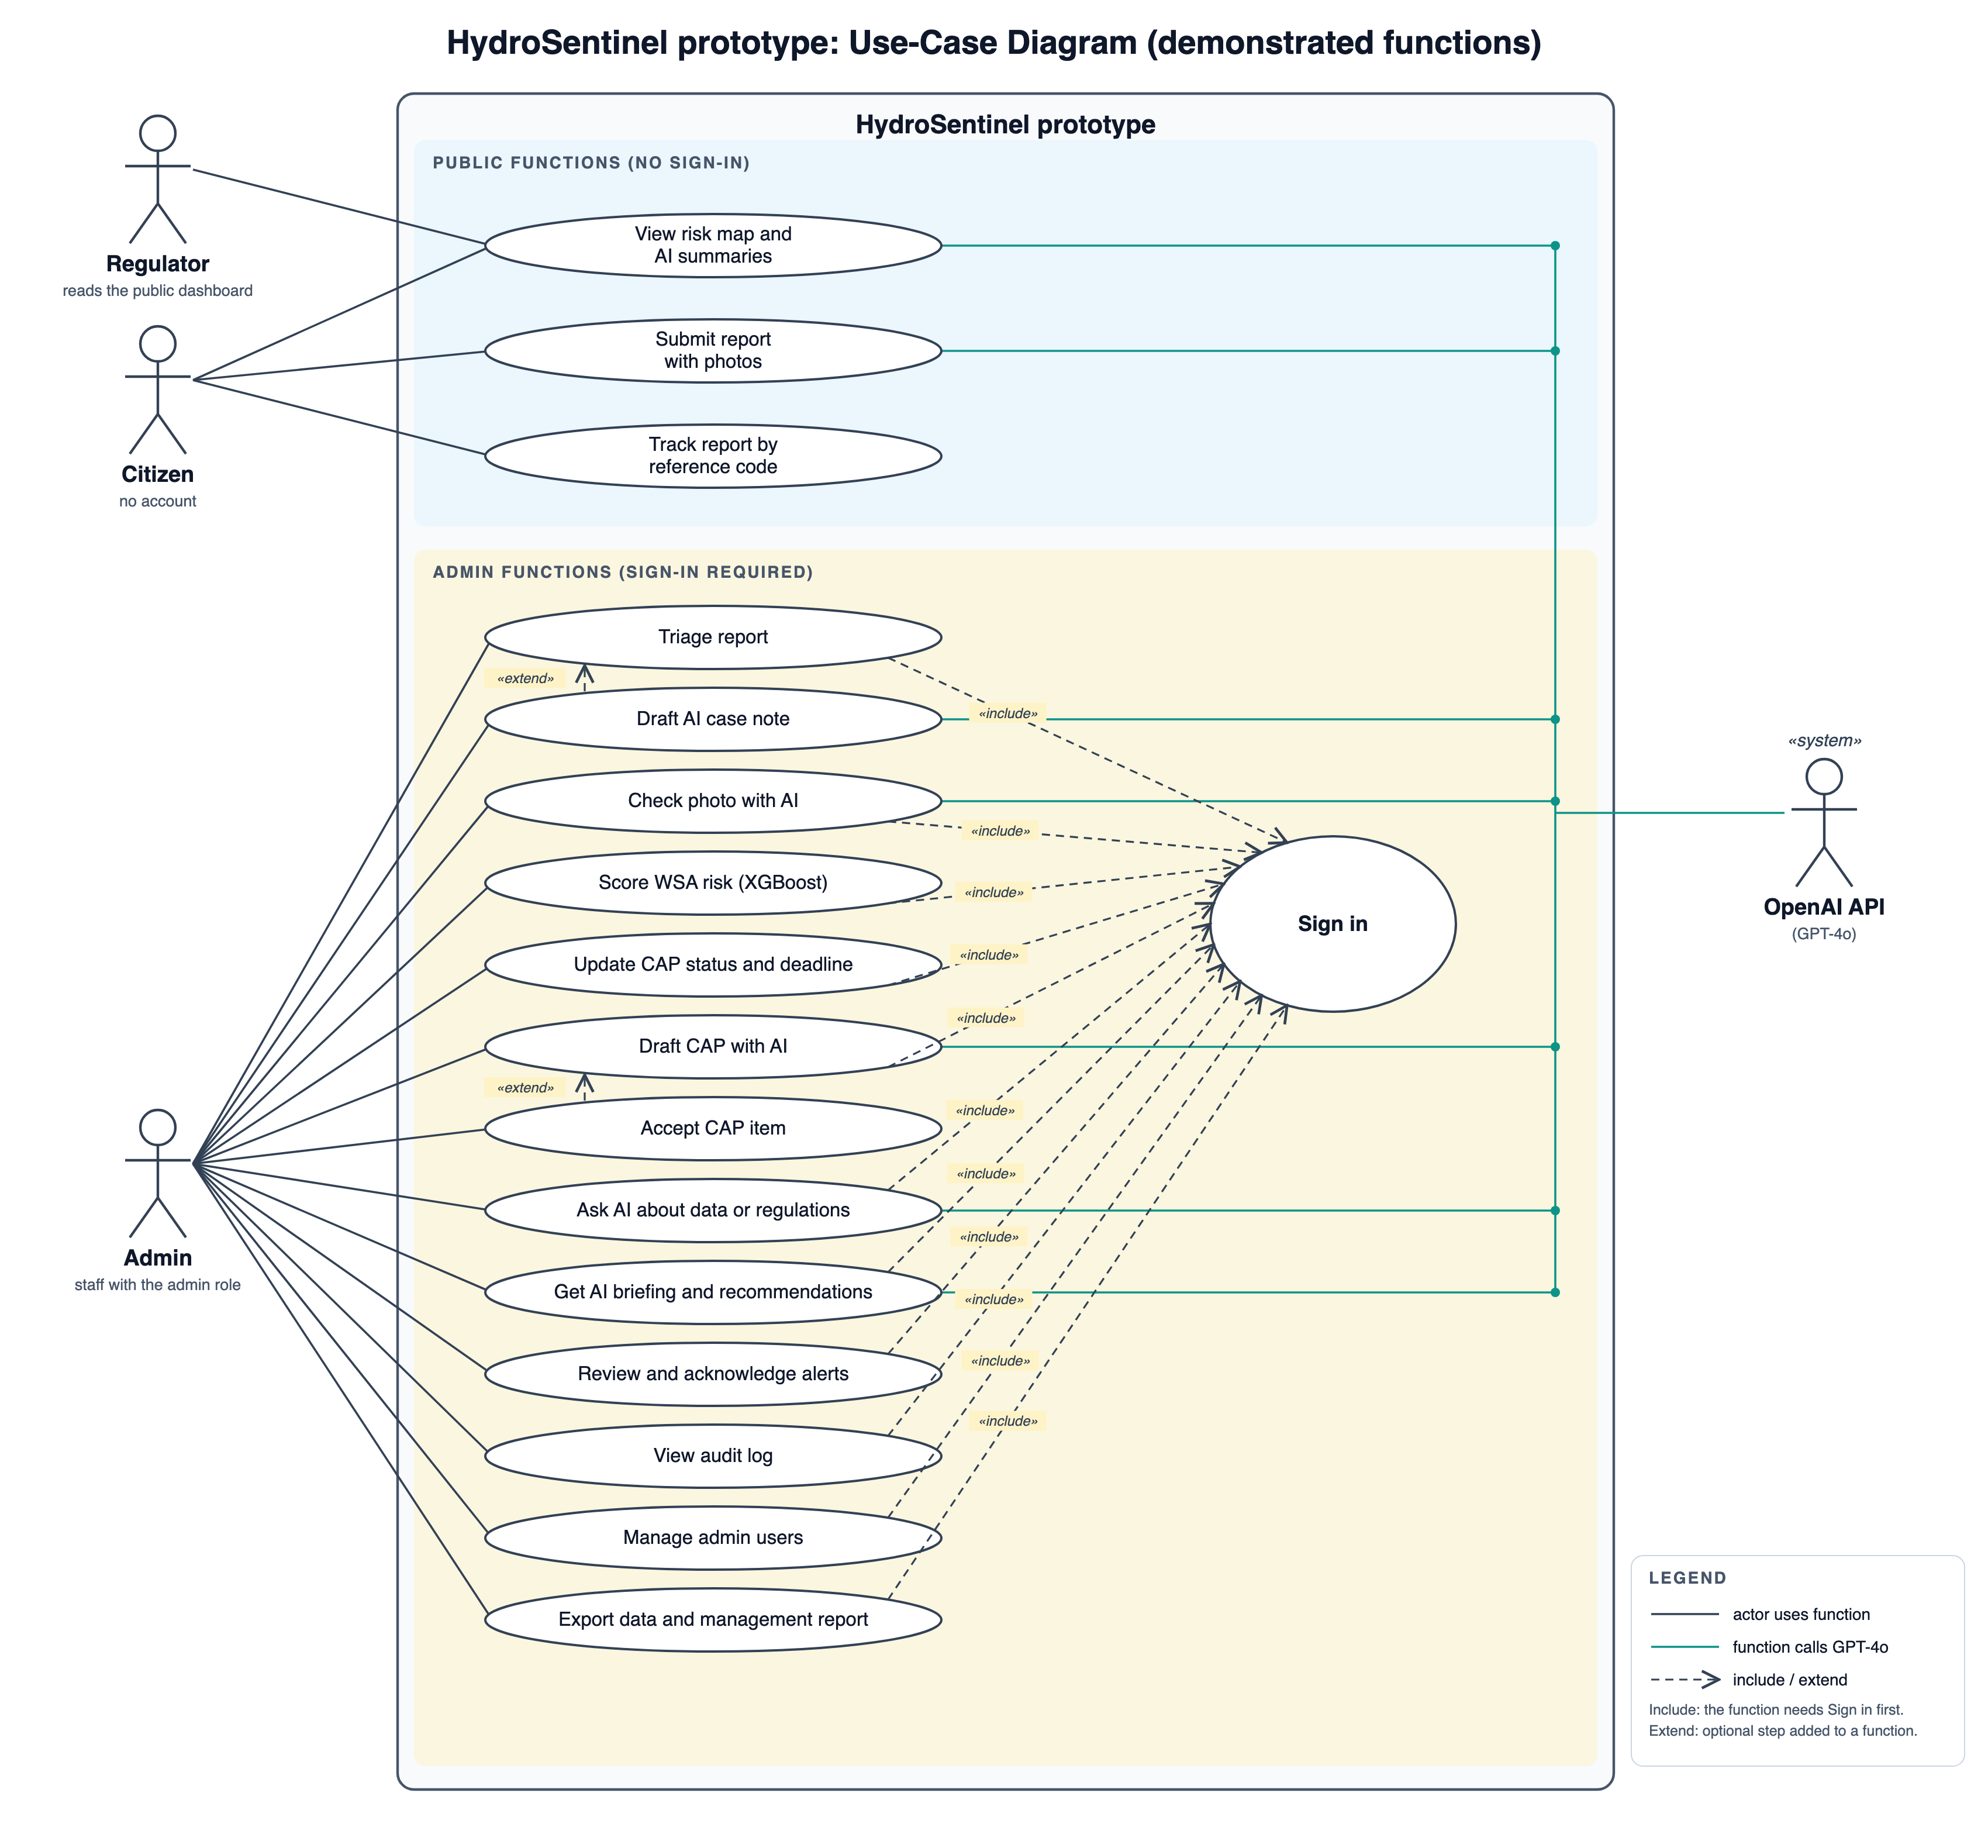 HydroSentinel prototype: Use-Case Diagram (demonstrated functions)
HydroSentinel prototype
PUBLIC FUNCTIONS (NO SIGN-IN)
Regulator
reads the public dashboard
View risk map and
AI summaries
Submit report
with photos
Citizen
no account
Track report by
reference code
ADMIN FUNCTIONS (SIGN-IN REQUIRED)
Triage report
«extend»
Draft AI case note
«include»
«system»
OpenAI API
(GPT-4o)
Check photo with AI
«include»
Score WSA risk (XGBoost)
«include»
Sign in
Update CAP status and deadline
«include»
«include»
Draft CAP with AI
«extend»
Accept CAP item
«include»
«include»
Admin
staff with the admin role
Ask AI about data or regulations
«include»
Get AI briefing and recommendations
«include»
Review and acknowledge alerts
«include»
«include»
View audit log
Manage admin users
Export data and management report
LEGEND
actor uses function
function calls GPT-4o
include / extend
Include: the function needs Sign in first.
Extend: optional step added to a function.